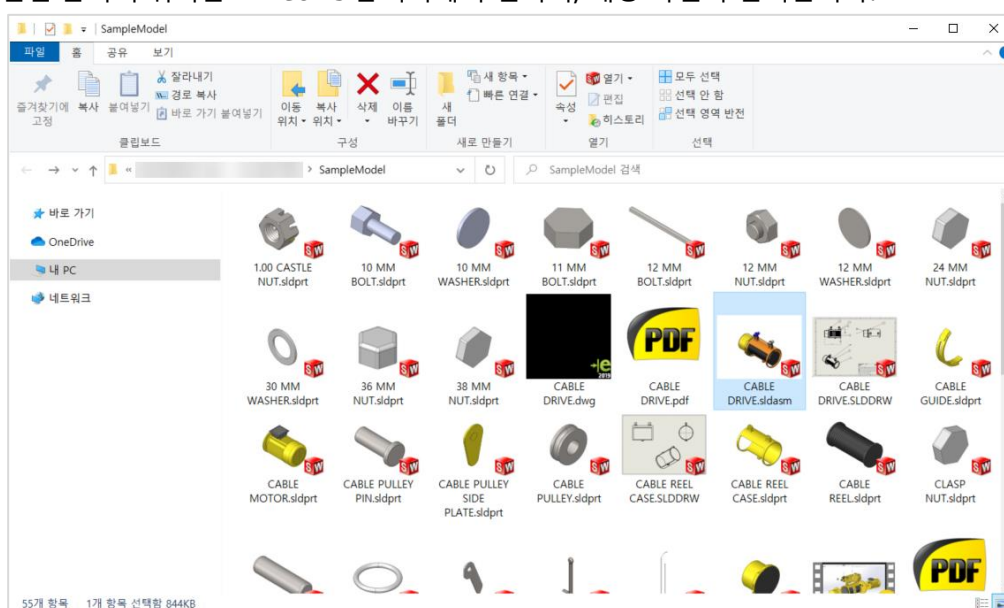 SampleModel
파일 홈 공유 보기
즐겨찾기에 고정
복사
붙여넣기
잘라내기
경로 복사
바로 가기 붙여넣기
클립보드
이동 위치
복사 위치
삭제
이름 바꾸기
구성
새 폴더
새 항목
빠른 연결
새로 만들기
속성
열기
편집
히스토리
열기
모두 선택
선택 안 함
선택 영역 반전
선택
« > SampleModel
SampleModel 검색
바로 가기
OneDrive
내 PC
네트워크
1.00 CASTLE NUT.sldprt
10 MM BOLT.sldprt
10 MM WASHER.sldprt
11 MM BOLT.sldprt
12 MM BOLT.sldprt
12 MM NUT.sldprt
12 MM WASHER.sldprt
24 MM NUT.sldprt
30 MM WASHER.sldprt
36 MM NUT.sldprt
38 MM NUT.sldprt
CABLE DRIVE.dwg
PDF
CABLE DRIVE.pdf
CABLE DRIVE.sldasm
CABLE DRIVE.SLDDRW
CABLE GUIDE.sldprt
CABLE MOTOR.sldprt
CABLE PULLEY PIN.sldprt
CABLE PULLEY SIDE PLATE.sldprt
CABLE PULLEY.sldprt
CABLE REEL CASE.SLDDRW
CABLE REEL CASE.sldprt
CABLE REEL.sldprt
CLASP NUT.sldprt
PDF
55개 항목 1개 항목 선택함 844KB